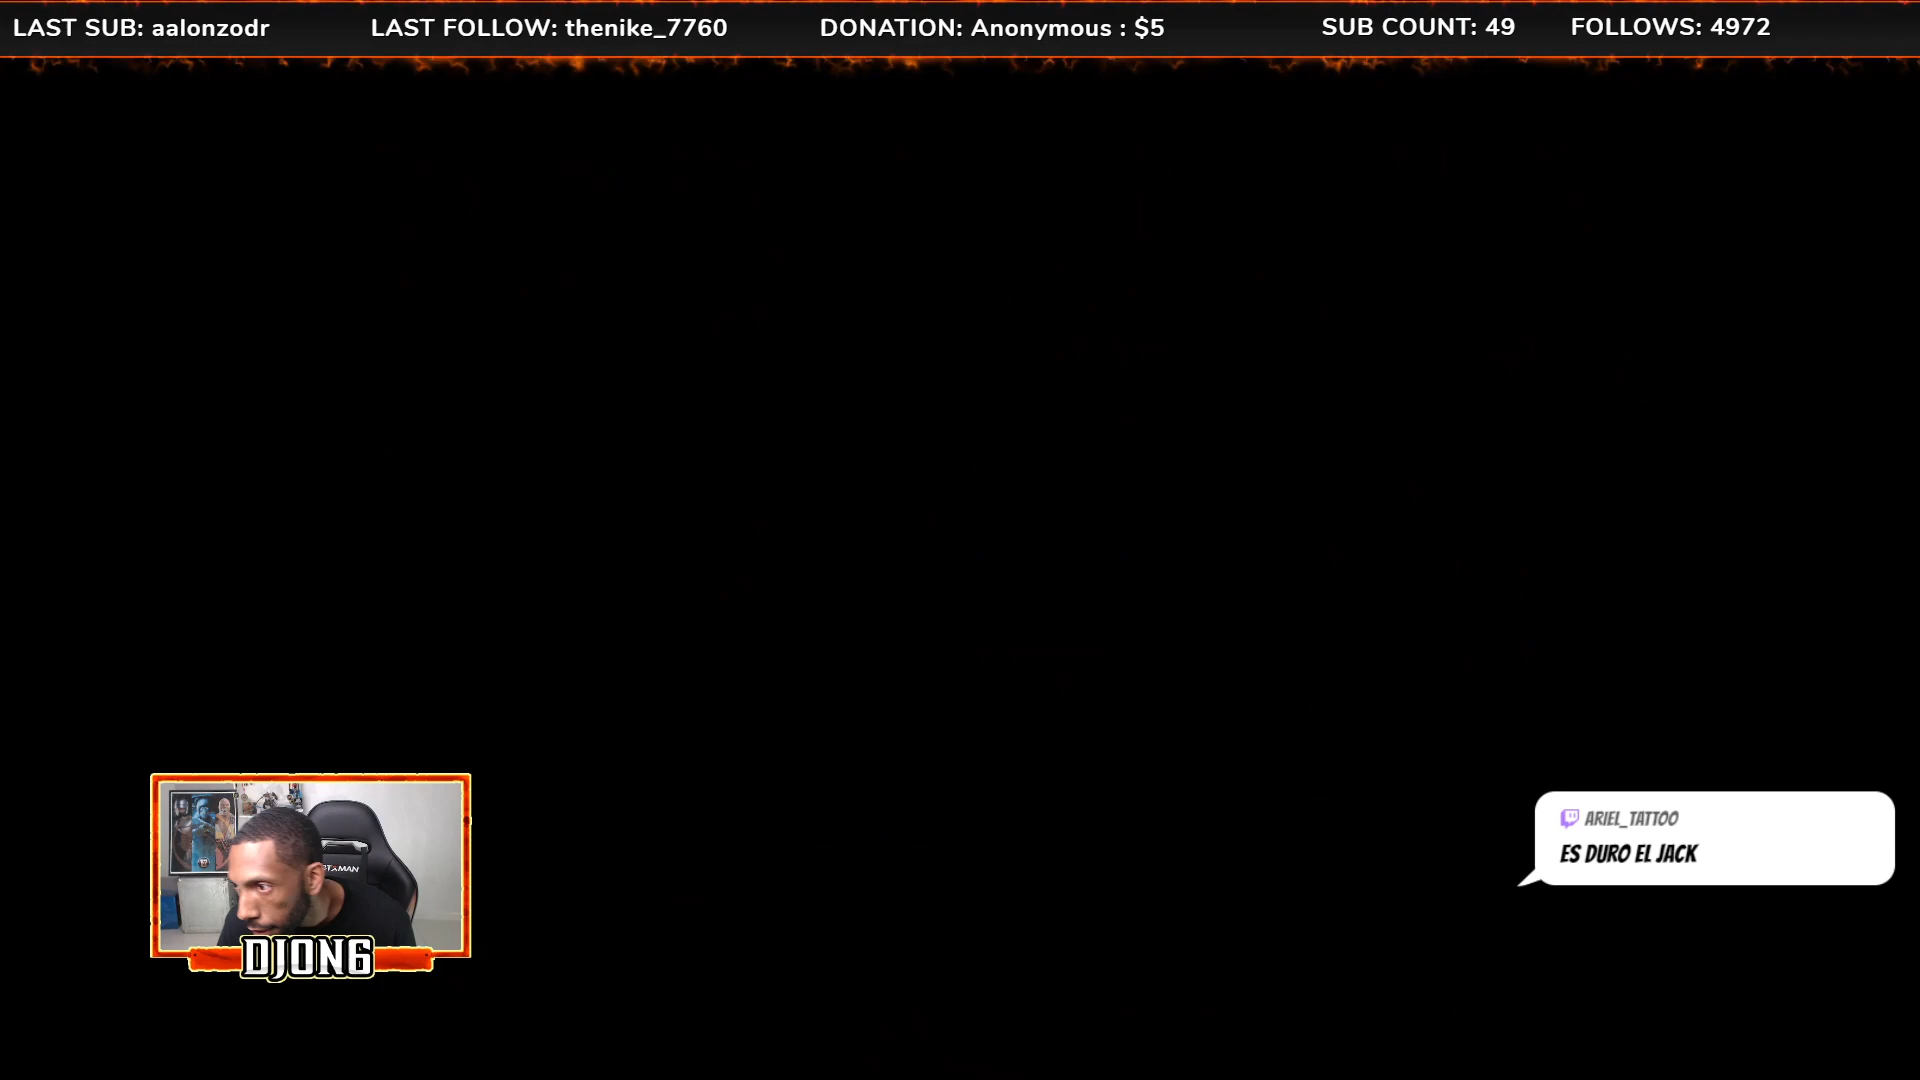 LAST SUB: aalonzodr
LAST FOLLOW: thenike_7760
DONATION: Anonymous : $5
SUB COUNT: 49
FOLLOWS: 4972
DJON6
ARIEL_TATTOO
ES DURO EL JACK